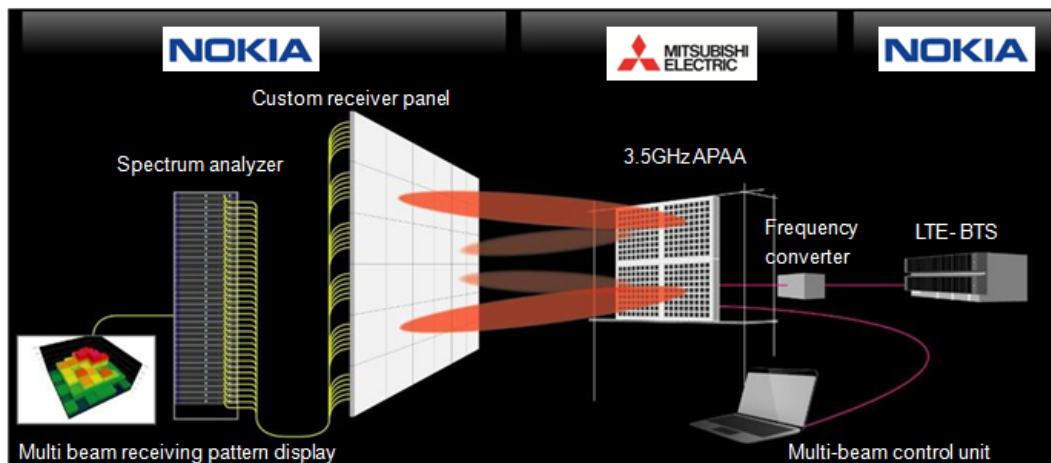 NOKIA
MITSUBISHI
ELECTRIC
NOKIA
Custom receiver panel
Spectrum analyzer
3.5GHz APAA
Frequency
converter
LTE- BTS
Multi beam receiving pattern display
Multi-beam control unit